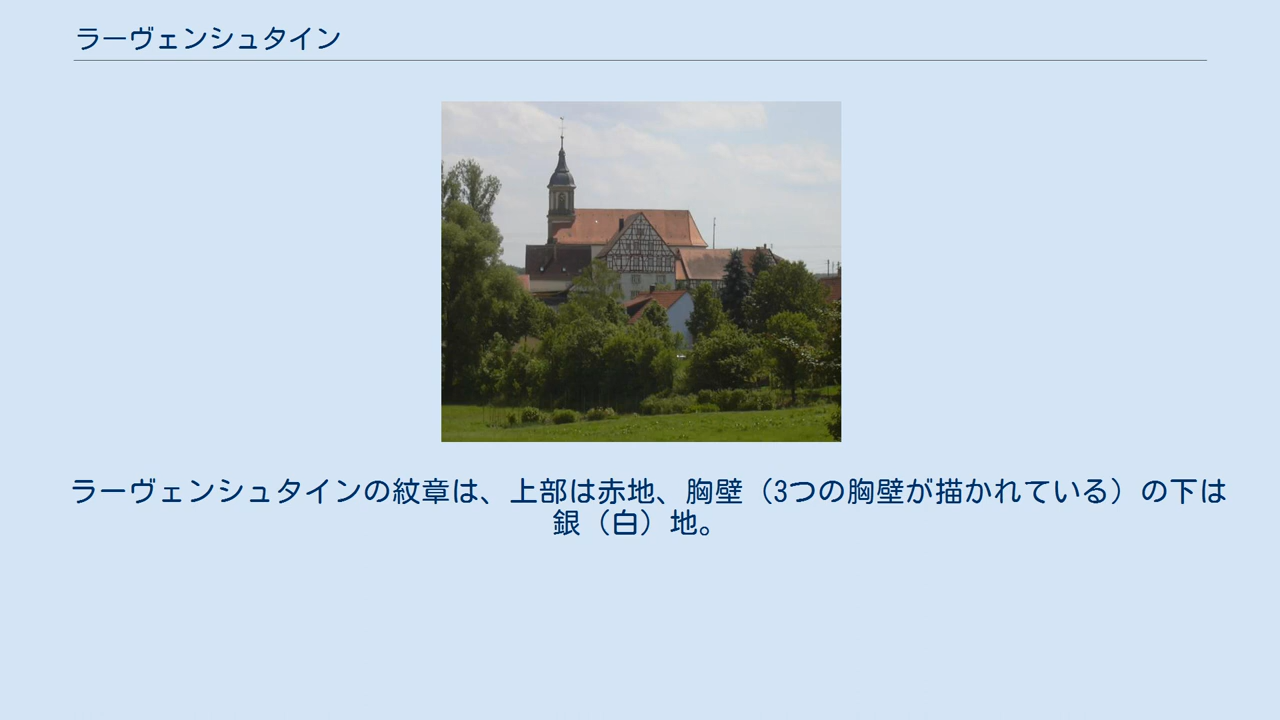 ラーヴェンシュタイン
ラーヴェンシュタインの紋章は、上部は赤地、胸壁（3つの胸壁が描かれている）の下は
銀（白）地。